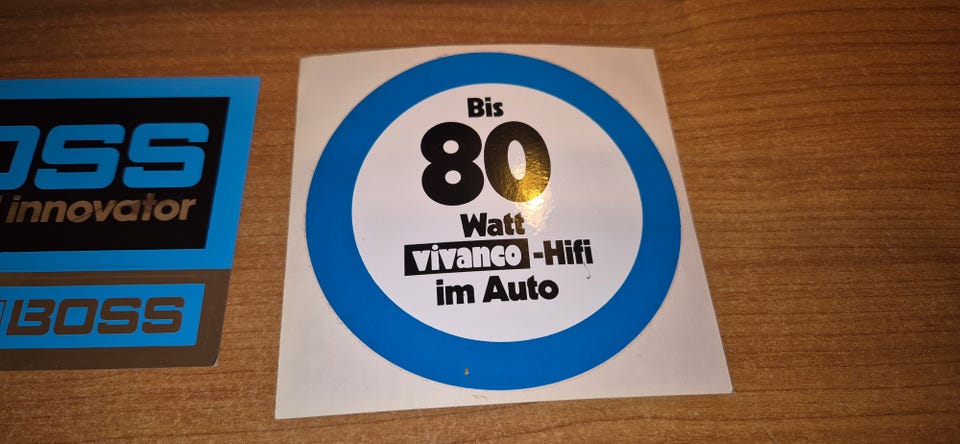 OSS
innovator
BOSS
Bis
80
Watt
vivanco-Hifi
im Auto